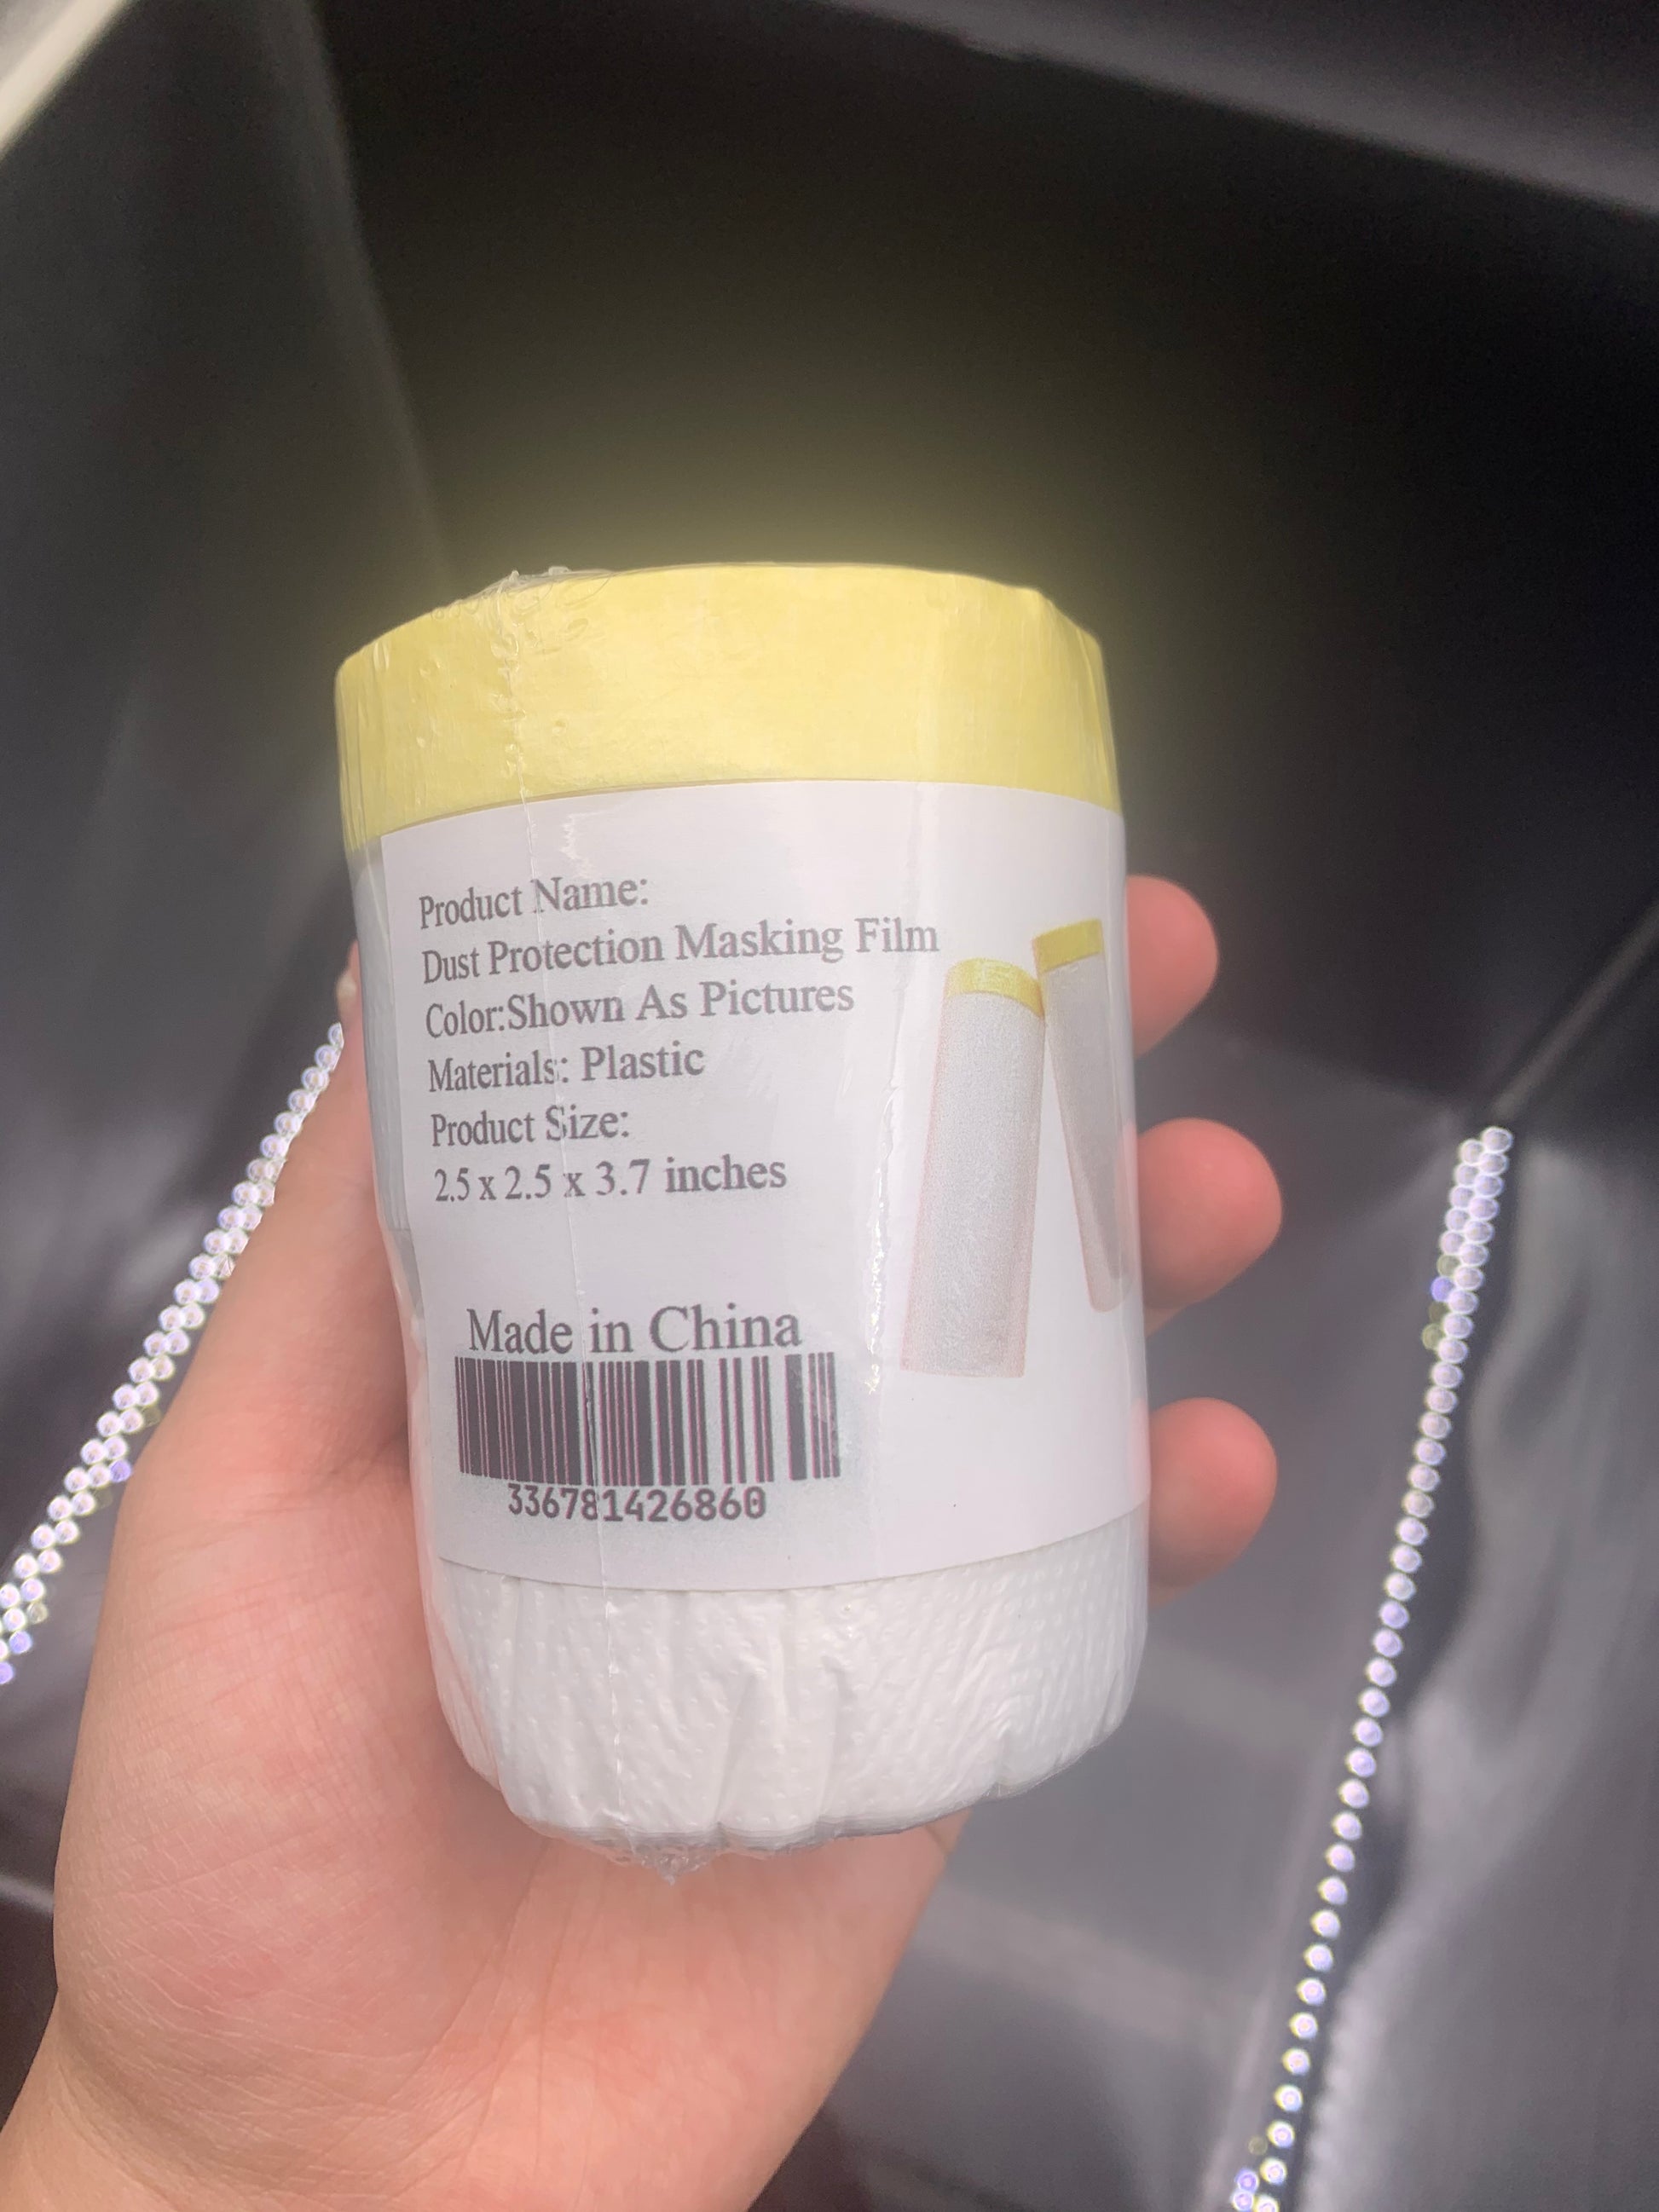 Product Name:
Dust Protection Masking Film
Color:Shown As Pictures
Materials: Plastic
Product Size:
2.5 x 2.5 x 3.7 inches
Made in China
336781426860